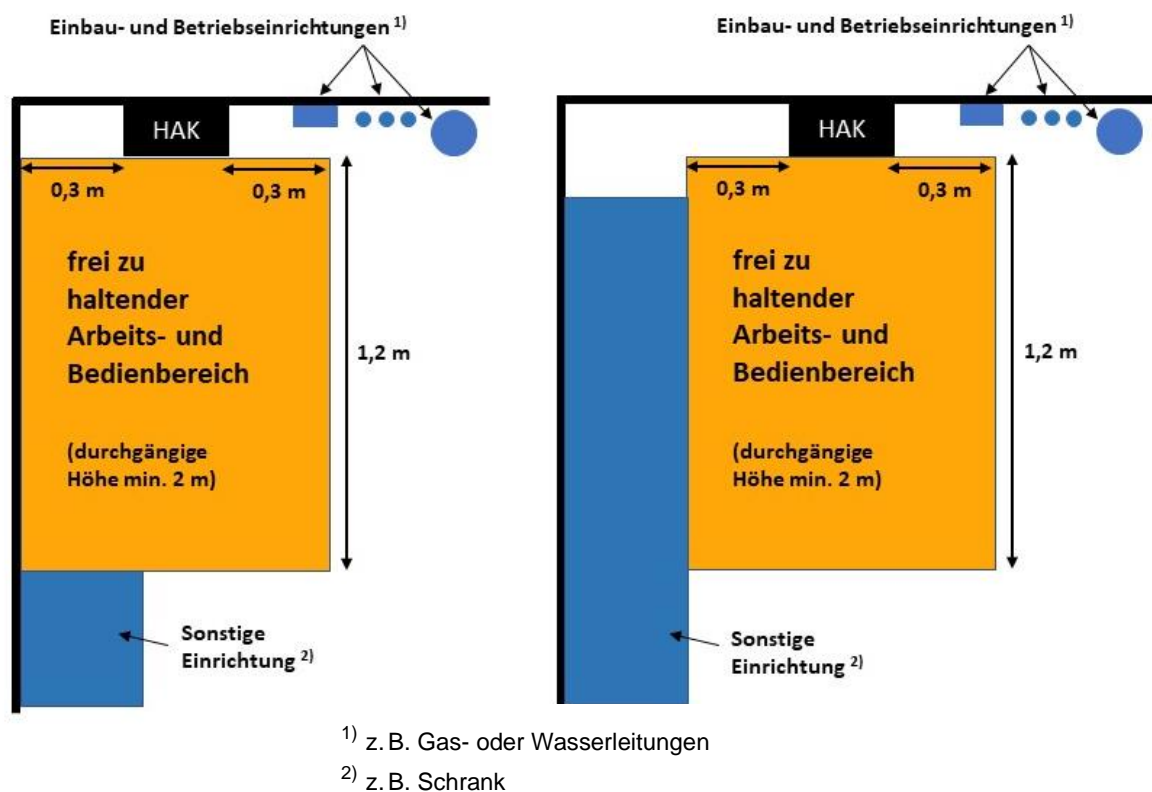 Einbau- und Betriebseinrichtungen 1)
HAK
0,3 m
0,3 m
frei zu
haltender
Arbeits- und
Bedienbereich
1,2 m
(durchgängige
Höhe min. 2 m)
Sonstige
Einrichtung 2)
Einbau- und Betriebseinrichtungen 1)
HAK
0,3 m
0,3 m
frei zu
haltender
Arbeits- und
Bedienbereich
1,2 m
(durchgängige
Höhe min. 2 m)
Sonstige
Einrichtung 2)
1) z. B. Gas- oder Wasserleitungen
2) z. B. Schrank